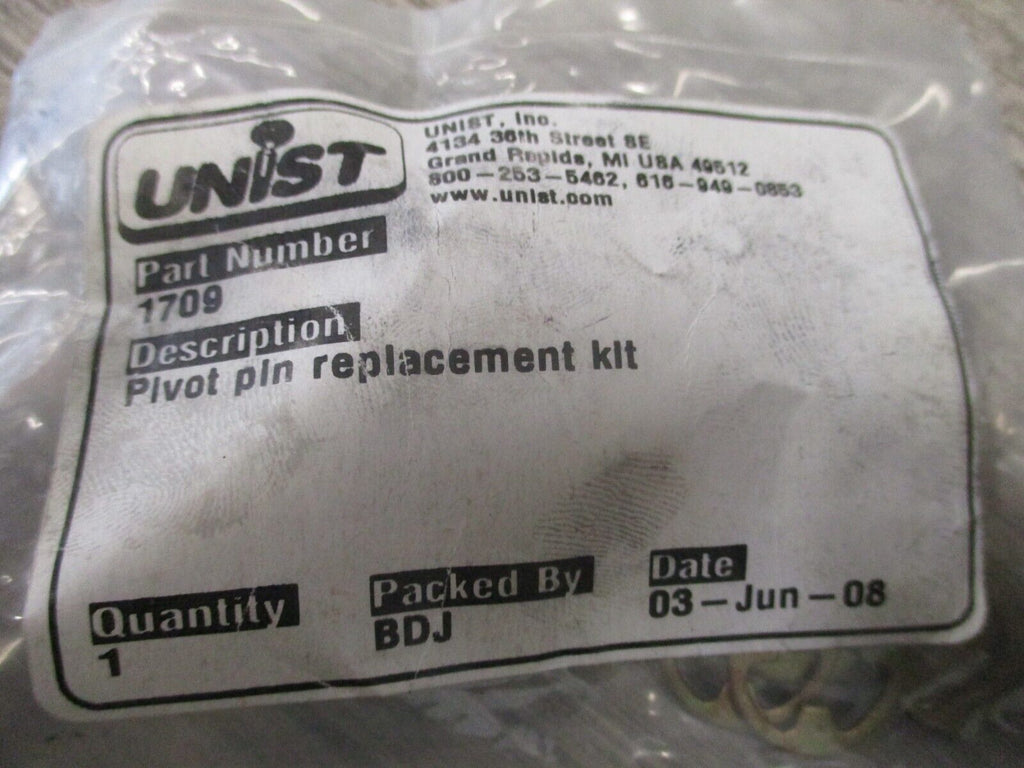 UNIST
UNIST, Inc.
4134 36th Street SE
Grand Rapids, MI USA 49512
800-253-5462, 616-949-0853
www.unist.com
Part Number
1709
Description
Pivot pin replacement kit
Quantity
1
Packed By
BDJ
Date
03-Jun-08